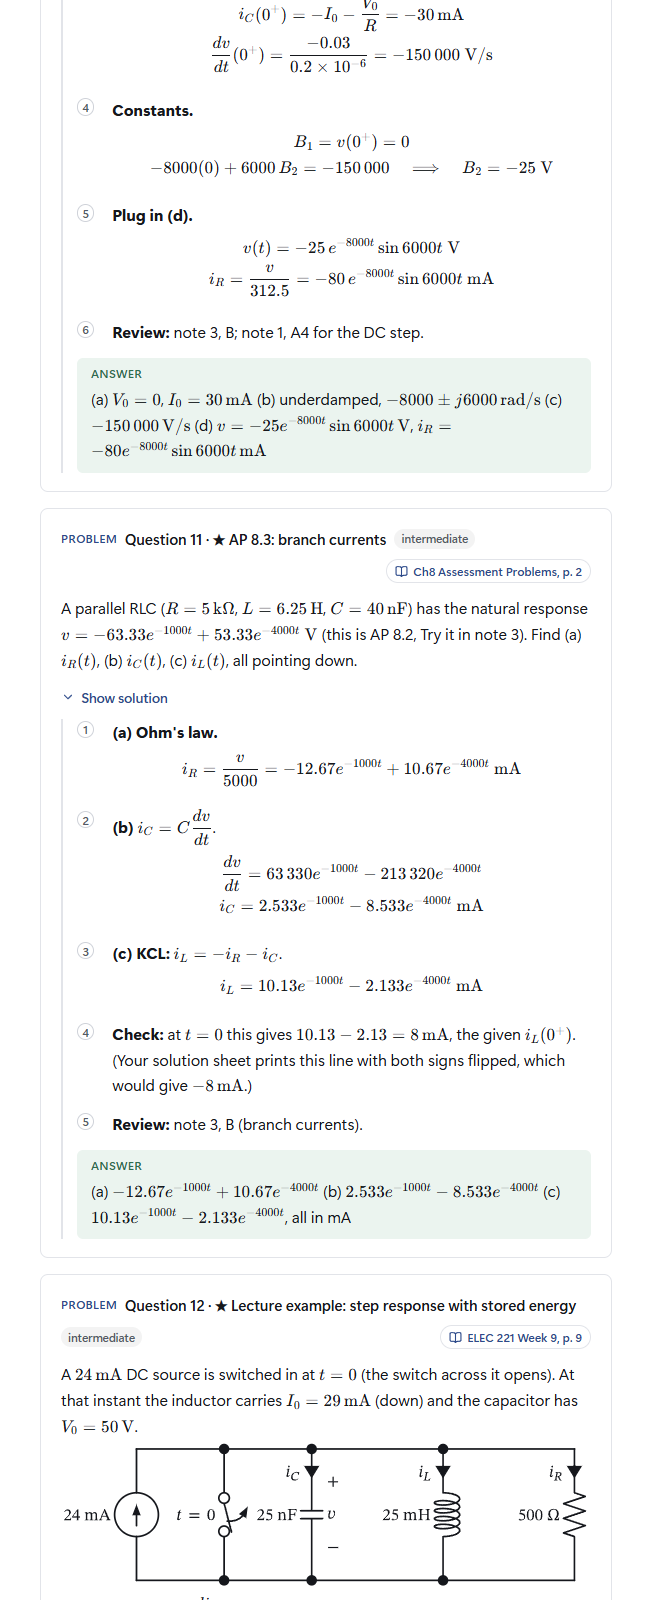 i_C(0⁺) = −I₀ − V₀/R = −30 mA
dv/dt (0⁺) = −0.03 / (0.2 × 10⁻⁶) = −150 000 V/s
4 Constants.
B₁ = v(0⁺) = 0
−8000(0) + 6000 B₂ = −150 000 ⟹ B₂ = −25 V
5 Plug in (d).
v(t) = −25 e^−8000t sin 6000t V
i_R = v/312.5 = −80 e^−8000t sin 6000t mA
6 Review: note 3, B; note 1, A4 for the DC step.
ANSWER
(a) V₀ = 0, I₀ = 30 mA (b) underdamped, −8000 ± j6000 rad/s (c)
−150 000 V/s (d) v = −25e^−8000t sin 6000t V, i_R =
−80e^−8000t sin 6000t mA
PROBLEM Question 11 · ★ AP 8.3: branch currents intermediate
Ch8 Assessment Problems, p. 2
A parallel RLC (R = 5 kΩ, L = 6.25 H, C = 40 nF) has the natural response
v = −63.33e^−1000t + 53.33e^−4000t V (this is AP 8.2, Try it in note 3). Find (a)
i_R(t), (b) i_C(t), (c) i_L(t), all pointing down.
Show solution
1 (a) Ohm's law.
i_R = v/5000 = −12.67e^−1000t + 10.67e^−4000t mA
2 (b) i_C = C dv/dt.
dv/dt = 63 330e^−1000t − 213 320e^−4000t
i_C = 2.533e^−1000t − 8.533e^−4000t mA
3 (c) KCL: i_L = −i_R − i_C.
i_L = 10.13e^−1000t − 2.133e^−4000t mA
4 Check: at t = 0 this gives 10.13 − 2.13 = 8 mA, the given i_L(0⁺).
(Your solution sheet prints this line with both signs flipped, which
would give −8 mA.)
5 Review: note 3, B (branch currents).
ANSWER
(a) −12.67e^−1000t + 10.67e^−4000t (b) 2.533e^−1000t − 8.533e^−4000t (c)
10.13e^−1000t − 2.133e^−4000t, all in mA
PROBLEM Question 12 · ★ Lecture example: step response with stored energy
intermediate ELEC 221 Week 9, p. 9
A 24 mA DC source is switched in at t = 0 (the switch across it opens). At
that instant the inductor carries I₀ = 29 mA (down) and the capacitor has
V₀ = 50 V.
i_C + i_L i_R
24 mA t = 0 25 nF v 25 mH 500 Ω
−